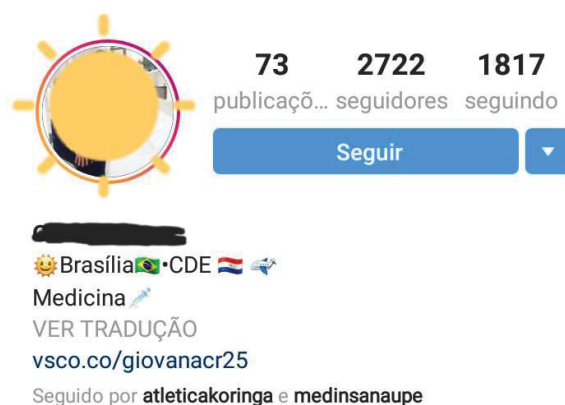 73 2722 1817
publicaçõ... seguidores seguindo
Seguir
Brasília•CDE
Medicina
VER TRADUÇÃO
vsco.co/giovanacr25
Seguido por atleticakoringa e medinsanaupe